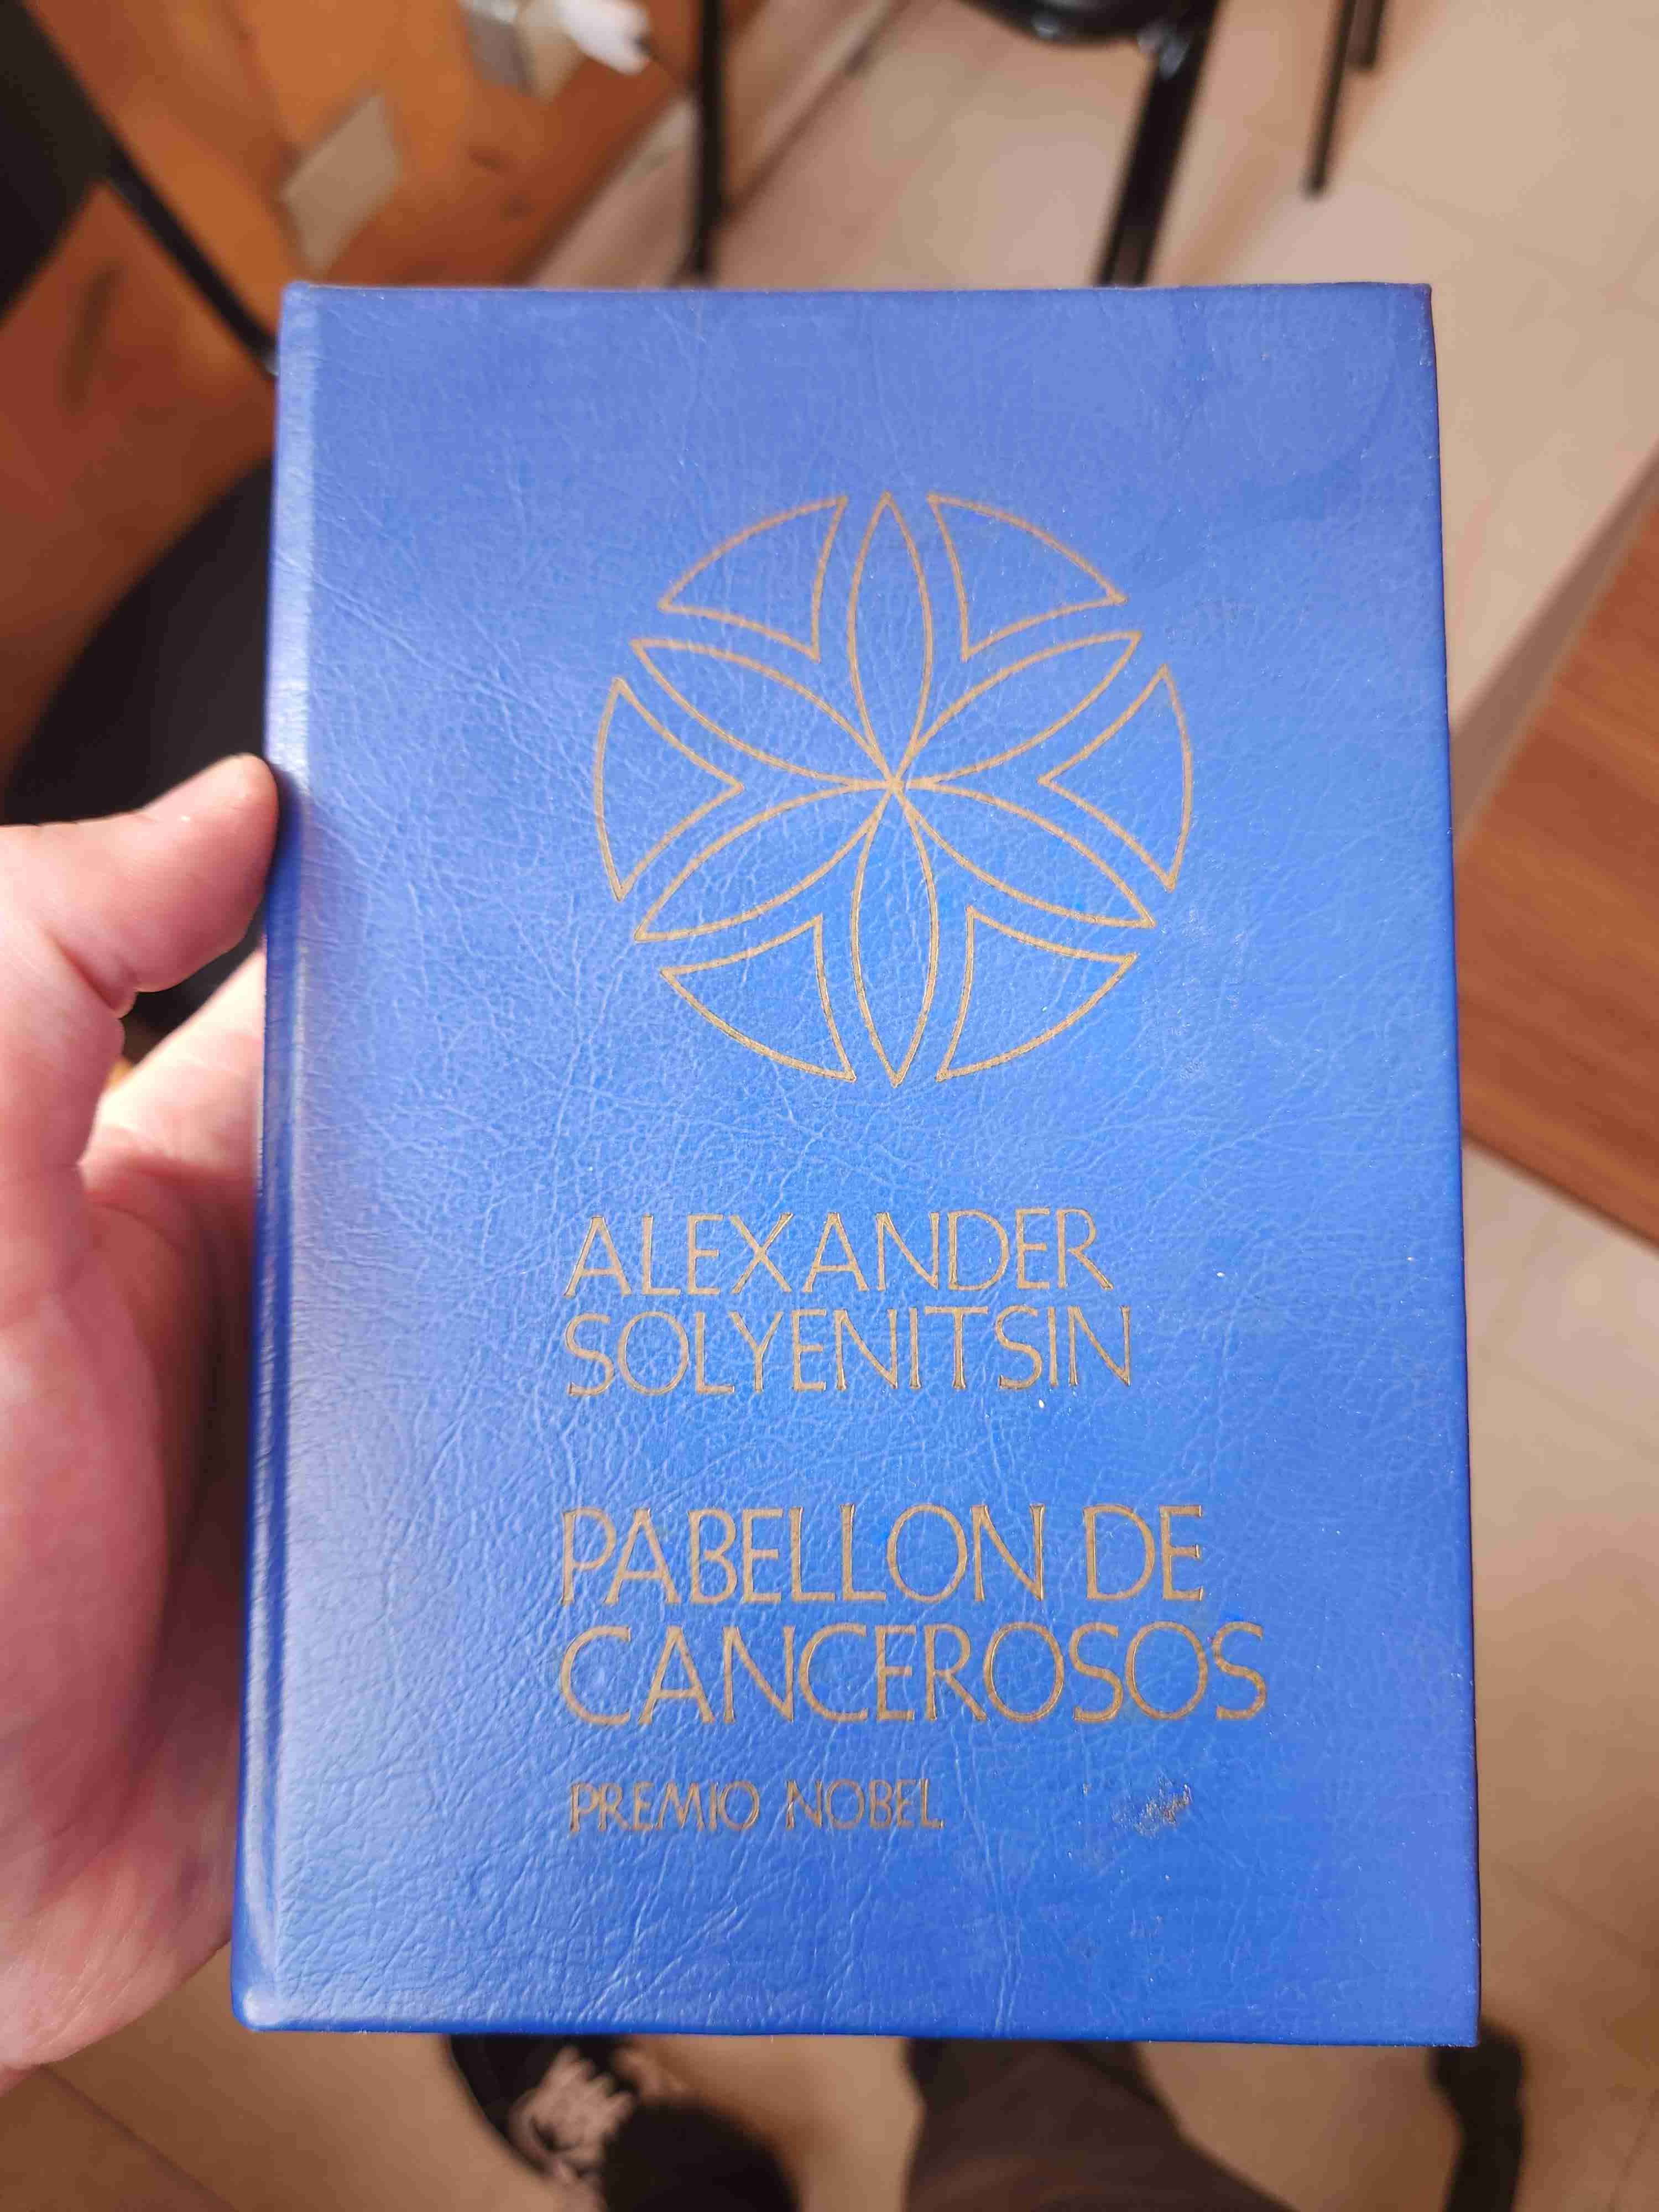 ALEXANDER
SOLYENITSIN
PABELLON DE
CANCEROSOS
PREMIO NOBEL